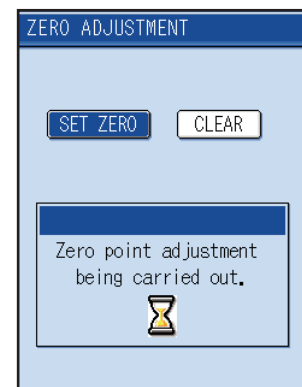 ZERO ADJUSTMENT
SET ZERO CLEAR
Zero point adjustment
being carried out.